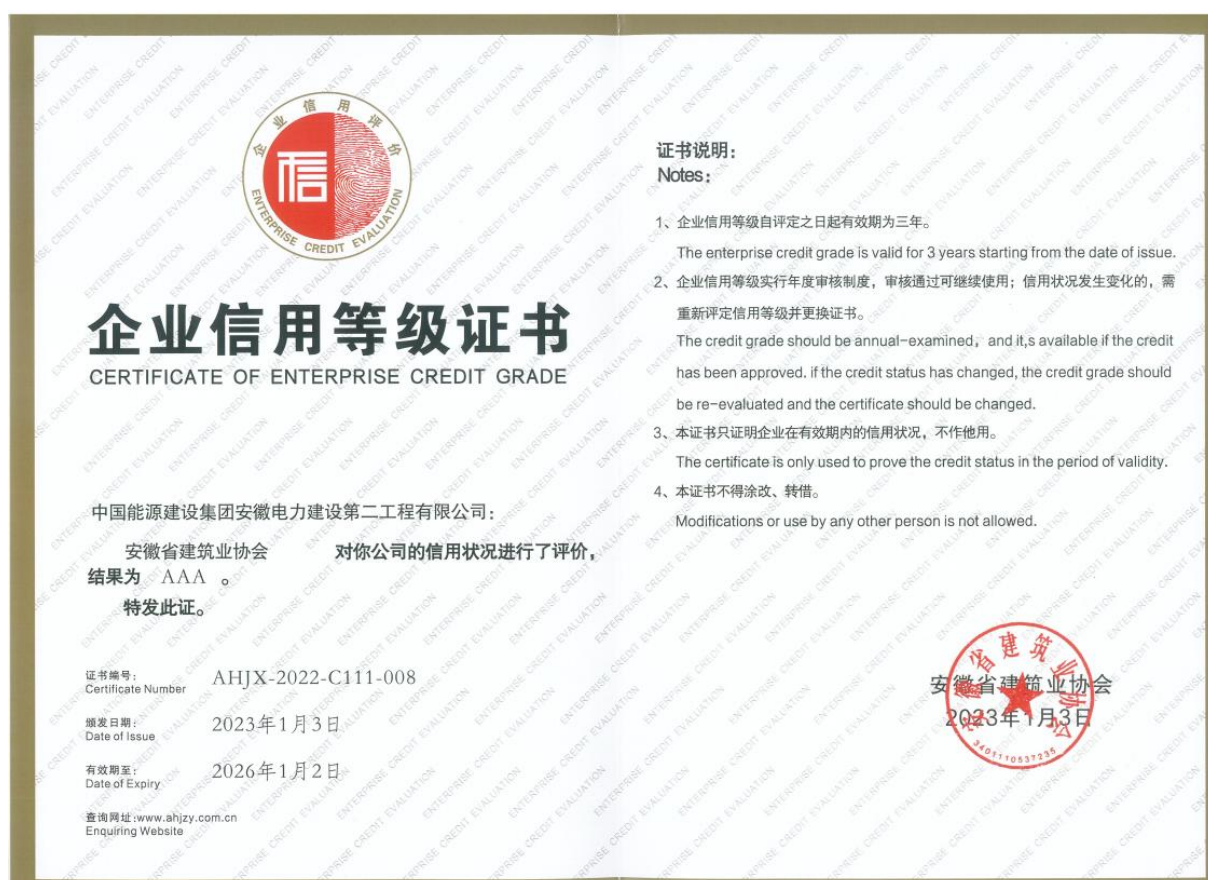 企业信用评价
信
ENTERPRISE CREDIT EVALUATION
企业信用等级证书
CERTIFICATE OF ENTERPRISE CREDIT GRADE
中国能源建设集团安徽电力建设第二工程有限公司：
安徽省建筑业协会 对你公司的信用状况进行了评价，
结果为 AAA 。
特发此证。
证书编号：
Certificate Number
AHJX-2022-C111-008
颁发日期：
Date of Issue
2023年1月3日
有效期至：
Date of Expiry
2026年1月2日
查询网址：www.ahjzy.com.cn
Enquiring Website
证书说明：
Notes：
1、企业信用等级自评定之日起有效期为三年。
The enterprise credit grade is valid for 3 years starting from the date of issue.
2、企业信用等级实行年度审核制度，审核通过可继续使用；信用状况发生变化的，需
重新评定信用等级并更换证书。
The credit grade should be annual-examined, and it,s available if the credit
has been approved. if the credit status has changed, the credit grade should
be re-evaluated and the certificate should be changed.
3、本证书只证明企业在有效期内的信用状况，不作他用。
The certificate is only used to prove the credit status in the period of validity.
4、本证书不得涂改、转借。
Modifications or use by any other person is not allowed.
安徽省建筑业协会
2023年1月3日
安徽省建筑业协会
3401110537235